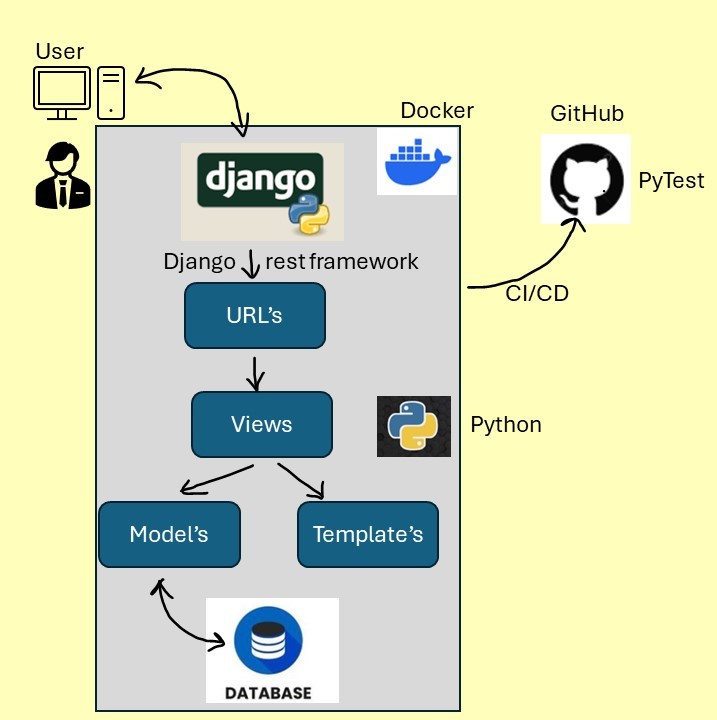 User
Docker
GitHub
django
PyTest
Django rest framework
URL's
CI/CD
Views
Python
Model's
Template's
DATABASE